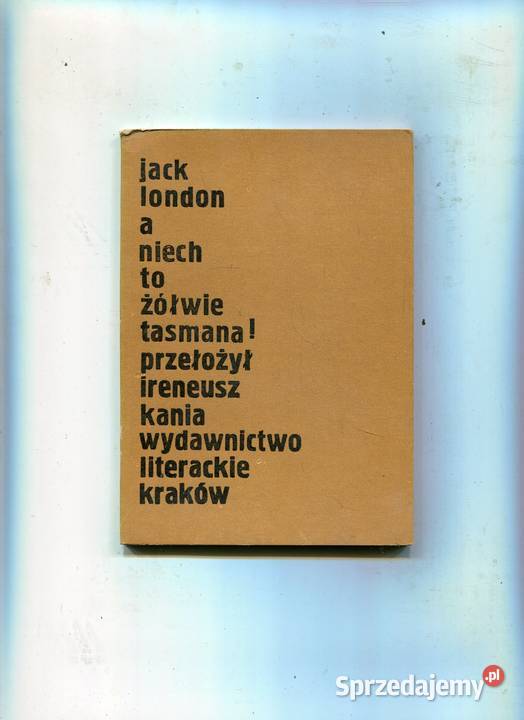 jack
london
a
niech
to
żółwie
tasmana!
przełożył
ireneusz
kania
wydawnictwo
literackie
kraków
Sprzedajemy.pl